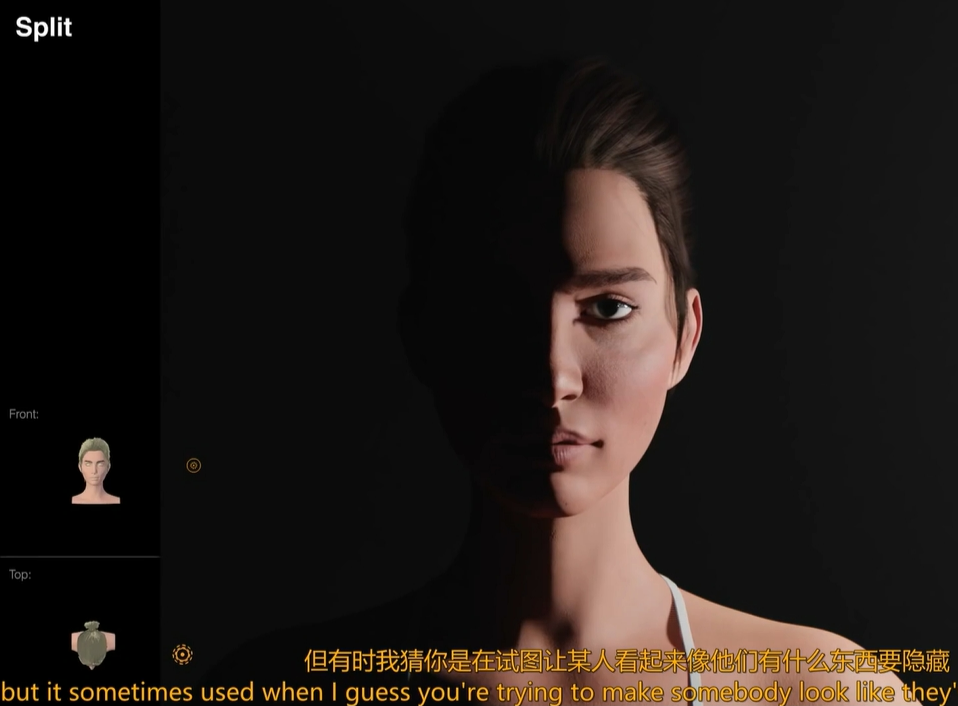 Split
Front:
Top:
但有时我猜你是在试图让某人看起来像他们有什么东西要隐藏
but it sometimes used when I guess you're trying to make somebody look like they'